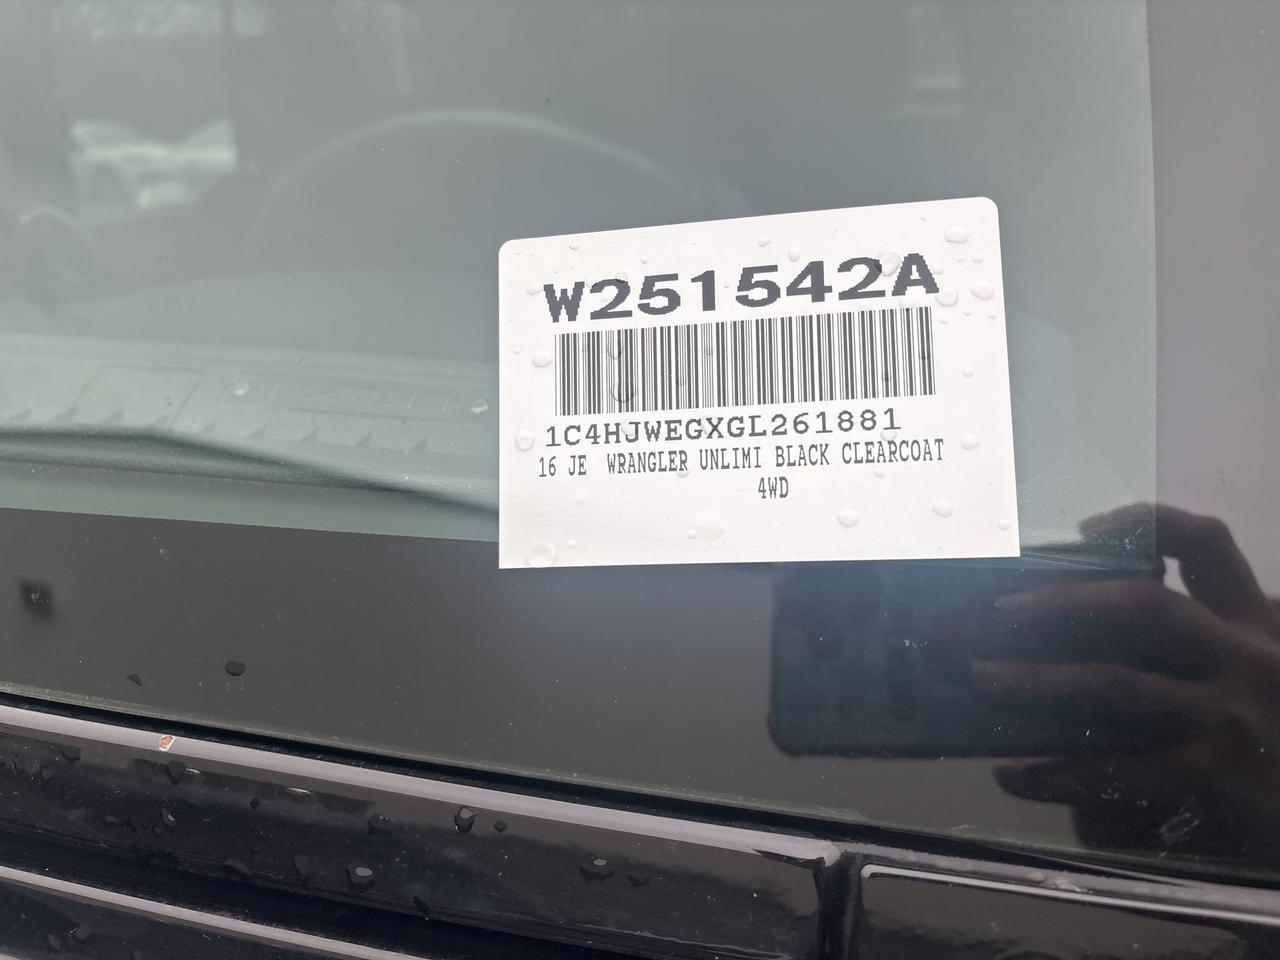 W251542A
1C4HJWEGXGL261881
16 JE WRANGLER UNLIMI BLACK CLEARCOAT
4WD